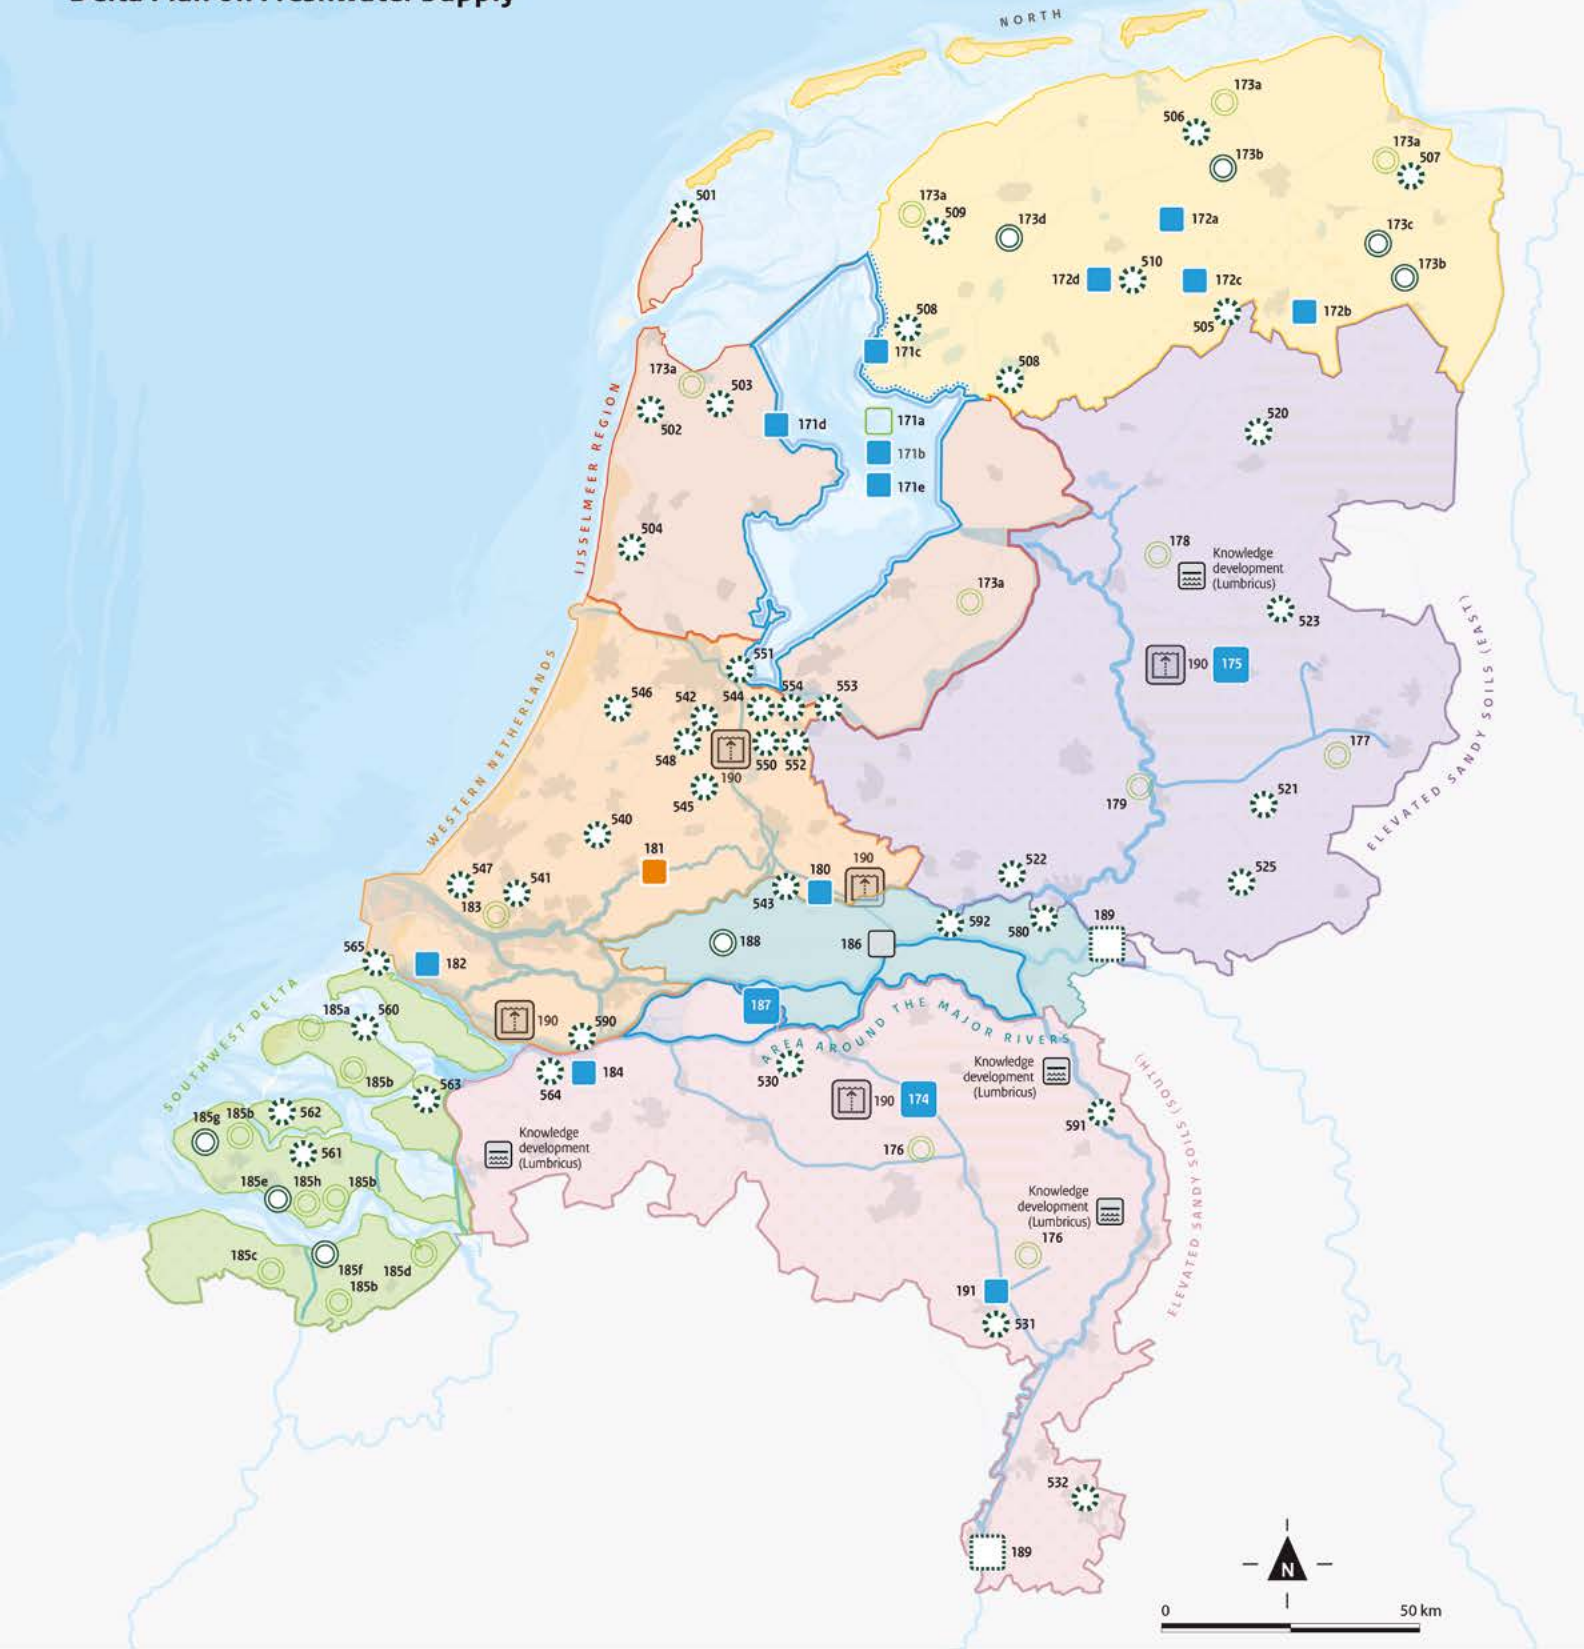 Delta Plan on Freshwater Supply
NORTH
173a
506
173b
173a
507
501
173a
509
173d
172a
173c
173b
172d
510
172c
505
172b
508
171c
508
173a
503
502
171d
171a
171b
171e
520
IJSSELMEER REGION
504
178
Knowledge
development
(Lumbricus)
173a
523
190
175
ELEVATED SANDY SOILS (EAST)
551
546
542
544
554
553
548
190
550
552
545
177
179
521
WESTERN NETHERLANDS
540
181
547
541
183
180
190
543
522
525
592
580
189
188
186
565
182
187
SOUTHWEST DELTA
185a
560
190
590
AREA AROUND THE MAJOR RIVERS
185b
564
184
530
Knowledge
development
(Lumbricus)
190
174
591
563
185g
185b
562
561
Knowledge
development
(Lumbricus)
176
185e
185h
185b
Knowledge
development
(Lumbricus)
176
ELEVATED SANDY SOILS (SOUTH)
185c
185f
185d
185b
191
531
532
189
N
0
50 km